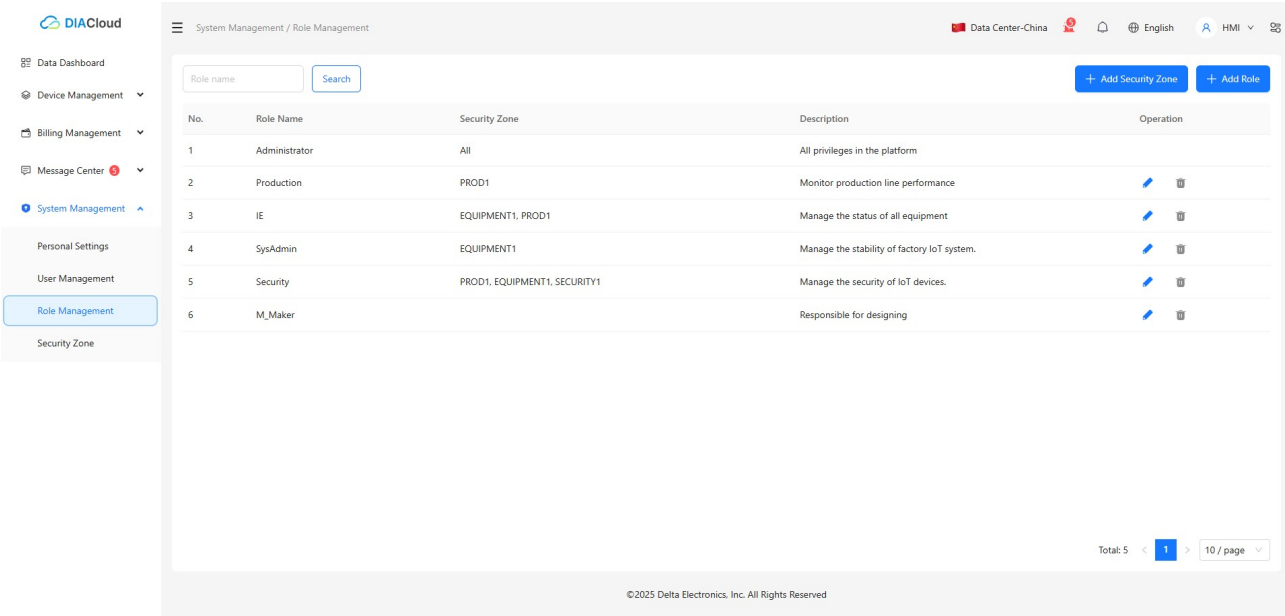 DIACloud
System Management / Role Management
Data Center-China 5 English HMI
Data Dashboard
Device Management
Billing Management
Message Center 5
System Management
Personal Settings
User Management
Role Management
Security Zone
Role name Search + Add Security Zone + Add Role
No. Role Name Security Zone Description Operation
1 Administrator All All privileges in the platform
2 Production PROD1 Monitor production line performance
3 IE EQUIPMENT1, PROD1 Manage the status of all equipment
4 SysAdmin EQUIPMENT1 Manage the stability of factory IoT system.
5 Security PROD1, EQUIPMENT1, SECURITY1 Manage the security of IoT devices.
6 M_Maker Responsible for designing
Total: 5 < 1 > 10 / page
©2025 Delta Electronics, Inc. All Rights Reserved